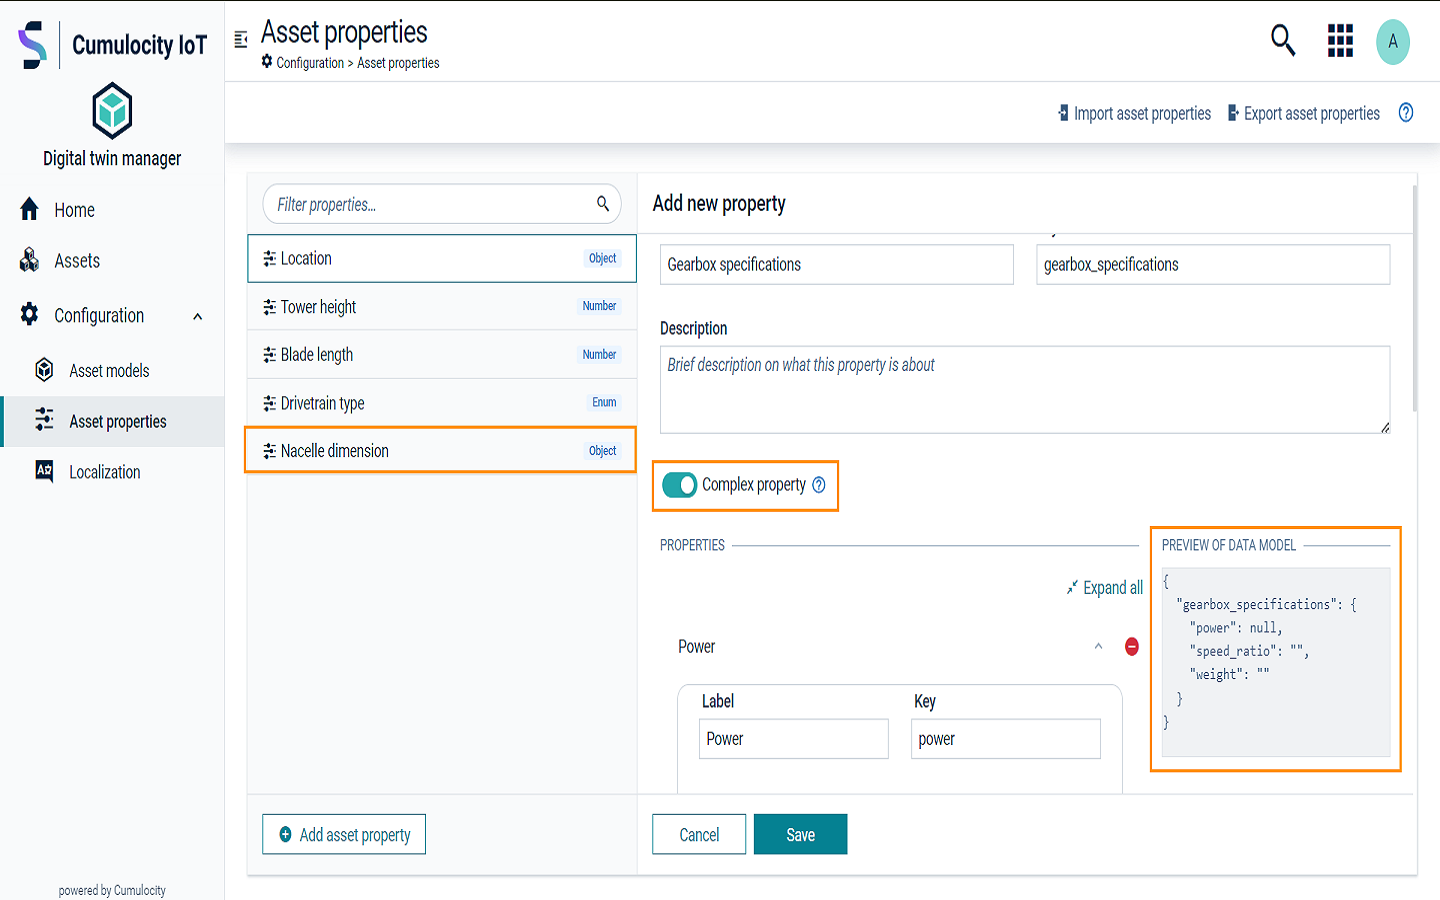 Cumulocity IoT
Digital twin manager
Home
Assets
Configuration
Asset models
Asset properties
Localization
powered by Cumulocity
Asset properties
Configuration > Asset properties
A
Import asset properties
Export asset properties
?
Filter properties...
Location Object
Tower height Number
Blade length Number
Drivetrain type Enum
Nacelle dimension Object
Add asset property
Add new property
Gearbox specifications
gearbox_specifications
Description
Brief description on what this property is about
Complex property ?
PROPERTIES
Expand all
Power
Label
Key
Power
power
PREVIEW OF DATA MODEL
{
"gearbox_specifications": {
"power": null,
"speed_ratio": "",
"weight": ""
}
}
Cancel
Save